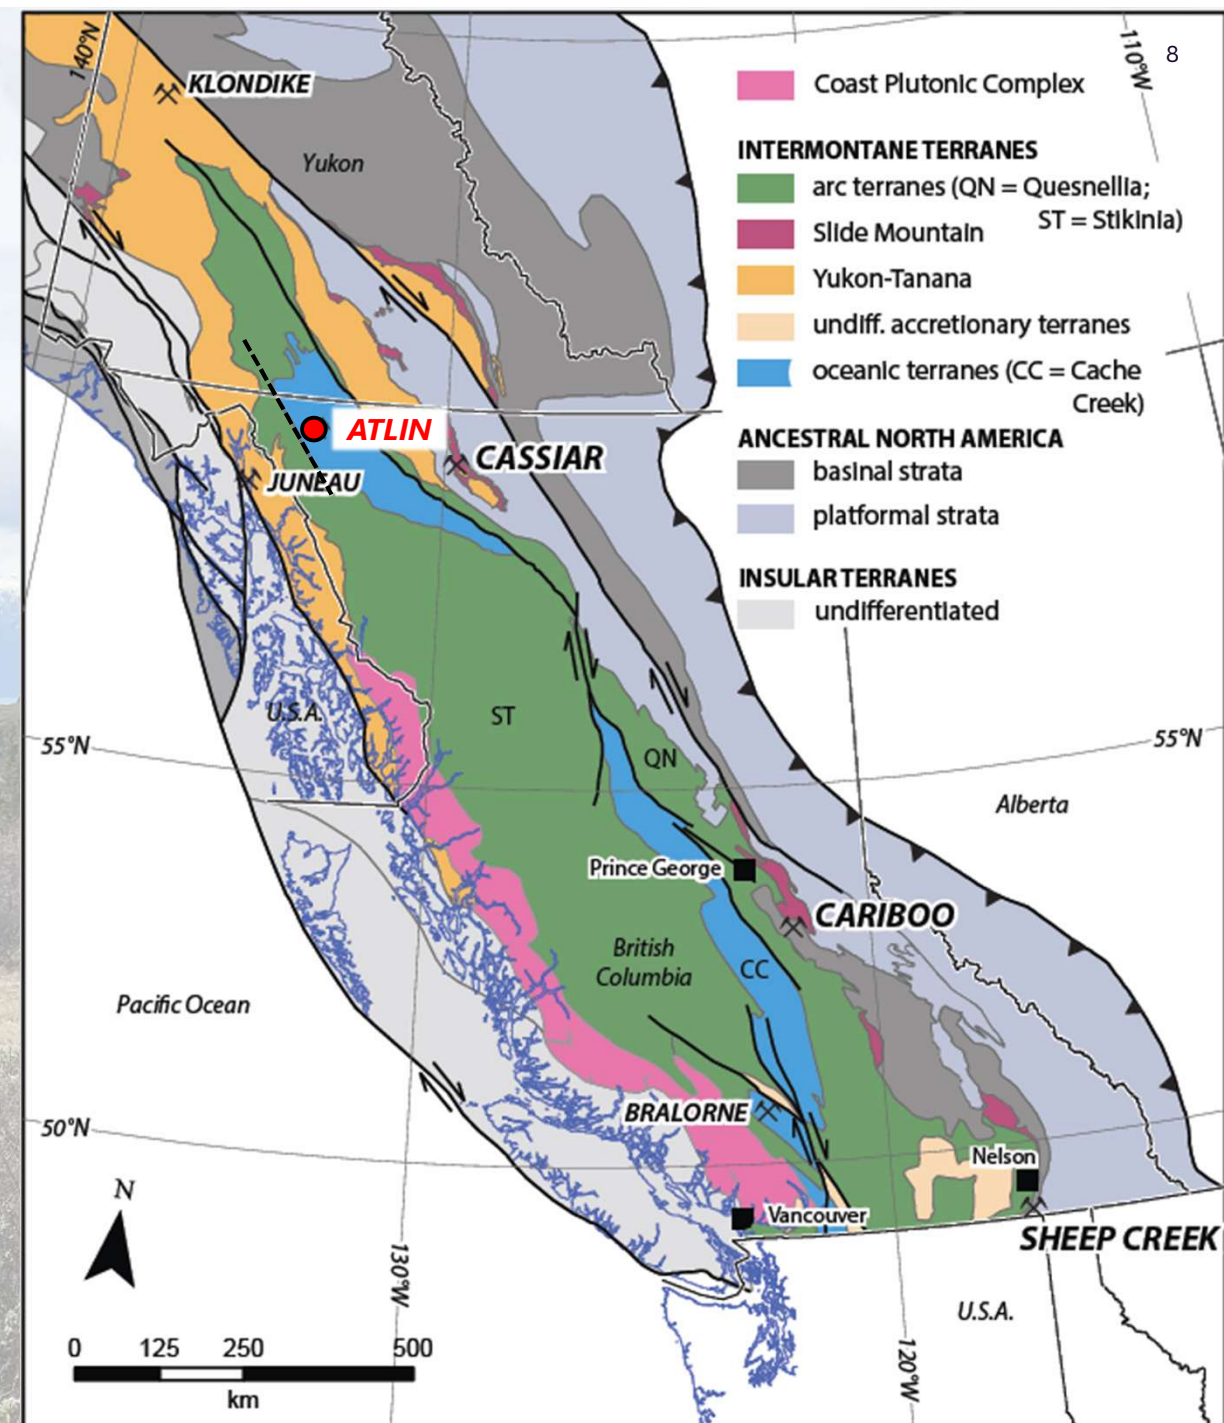 8
140°N
110°W
KLONDIKE
Yukon
Coast Plutonic Complex
INTERMONTANE TERRANES
arc terranes (QN = Quesnellia;
ST = Stikinia)
Slide Mountain
Yukon-Tanana
undiff. accretionary terranes
oceanic terranes (CC = Cache
Creek)
ANCESTRAL NORTH AMERICA
basinal strata
platformal strata
INSULAR TERRANES
undifferentiated
ATLIN
CASSIAR
JUNEAU
U.S.A.
ST
QN
55°N
55°N
Alberta
Prince George
CARIBOO
British
Columbia
CC
Pacific Ocean
BRALORNE
50°N
Nelson
Vancouver
SHEEP CREEK
N
130°W
120°W
U.S.A.
0 125 250 500
km